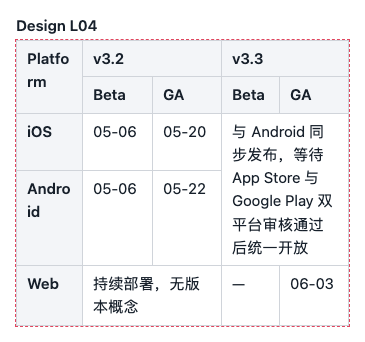 Design L04
Platfo
rm
v3.2
v3.3
Beta
GA
Beta
GA
iOS
05-06
05-20
与 Android 同
步发布，等待
App Store 与
Google Play 双
平台审核通过
后统一开放
Andro
id
05-06
05-22
Web
持续部署，无版
本概念
—
06-03